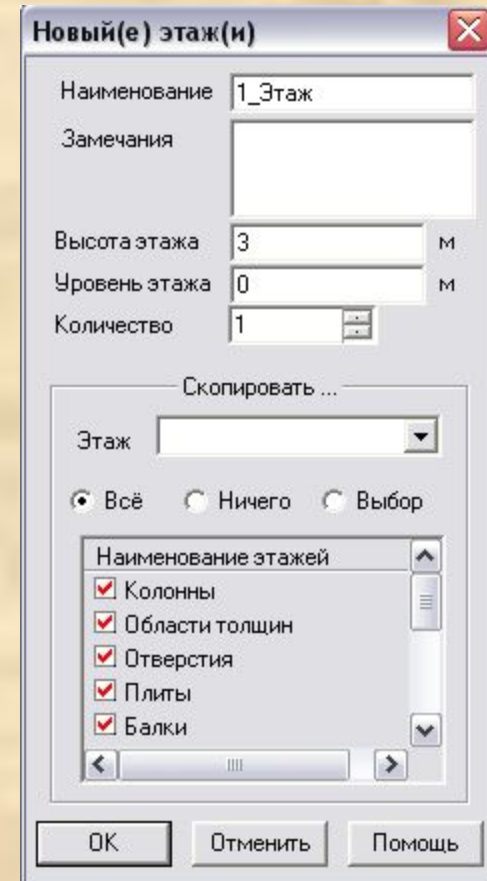 Новый(е) этаж(и)
Наименование 1_Этаж
Замечания
Высота этажа 3 м
Уровень этажа 0 м
Количество 1
Скопировать ...
Этаж
Всё Ничего Выбор
Наименование этажей
Колонны
Области толщин
Отверстия
Плиты
Балки
OK Отменить Помощь